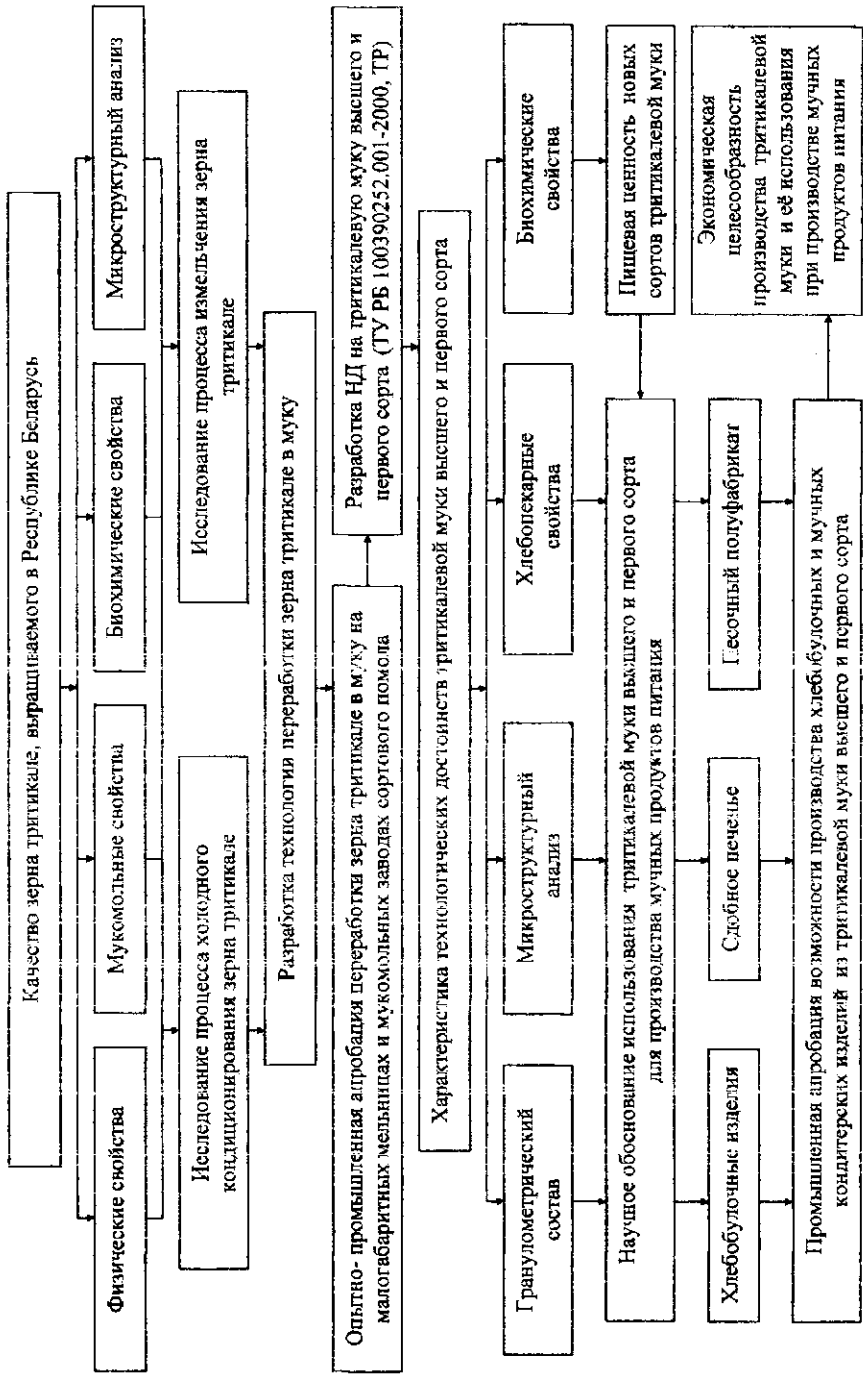 Качество зерна тритикале, выращиваемого в Республике Беларусь
Физические свойства
Мукомольные свойства
Биохимические свойства
Микроструктурный анализ
Исследование процесса холодного
кондиционирования зерна тритикале
Исследование процесса измельчения зерна
тритикале
Разработка технологии переработки зерна тритикале в муку
Опытно- промышленная апробация переработки зерна тритикале в муку на
малогабаритных мельницах и мукомольных заводах сортового помола
Разработка НД на тритикалевую муку высшего и
первого сорта (ТУ РБ 100390252.001-2000, ТР)
Характеристика технологических достоинств тритикалевой муки высшего и первого сорта
Гранулометрический
состав
Микроструктурный
анализ
Хлебопекарные
свойства
Биохимические
свойства
Научное обоснование использования тритикалевой муки высшего и первого сорта
для производства мучных продуктов питания
Пищевая ценность новых
сортов тритикалевой муки
Хлебобулочные изделия
Сдобное печенье
Песочный полуфабрикат
Промышленная апробация возможности производства хлебобулочных и мучных
кондитерских изделий из тритикалевой муки высшего и первого сорта
Экономическая
целесообразность
производства тритикалевой
муки и её использования
при производстве мучных
продуктов питания